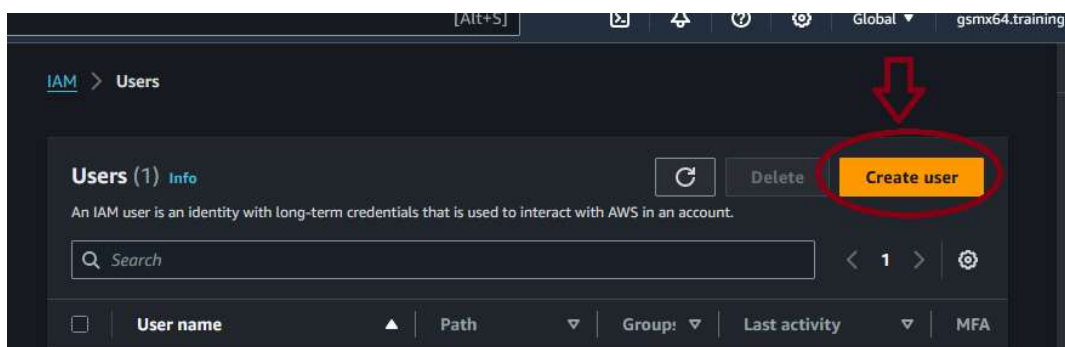 [Alt+S] Global gsmx64.training
IAM > Users
Users (1) Info Delete Create user
An IAM user is an identity with long-term credentials that is used to interact with AWS in an account.
Search < 1 >
User name Path Group: Last activity MFA